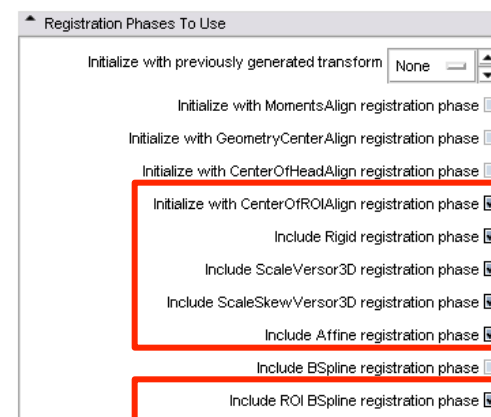 Registration Phases To Use
Initialize with previously generated transform None
Initialize with MomentsAlign registration phase
Initialize with GeometryCenterAlign registration phase
Initialize with CenterOfHeadAlign registration phase
Initialize with CenterOfROIAlign registration phase
Include Rigid registration phase
Include ScaleVersor3D registration phase
Include ScaleSkewVersor3D registration phase
Include Affine registration phase
Include BSpline registration phase
Include ROI BSpline registration phase